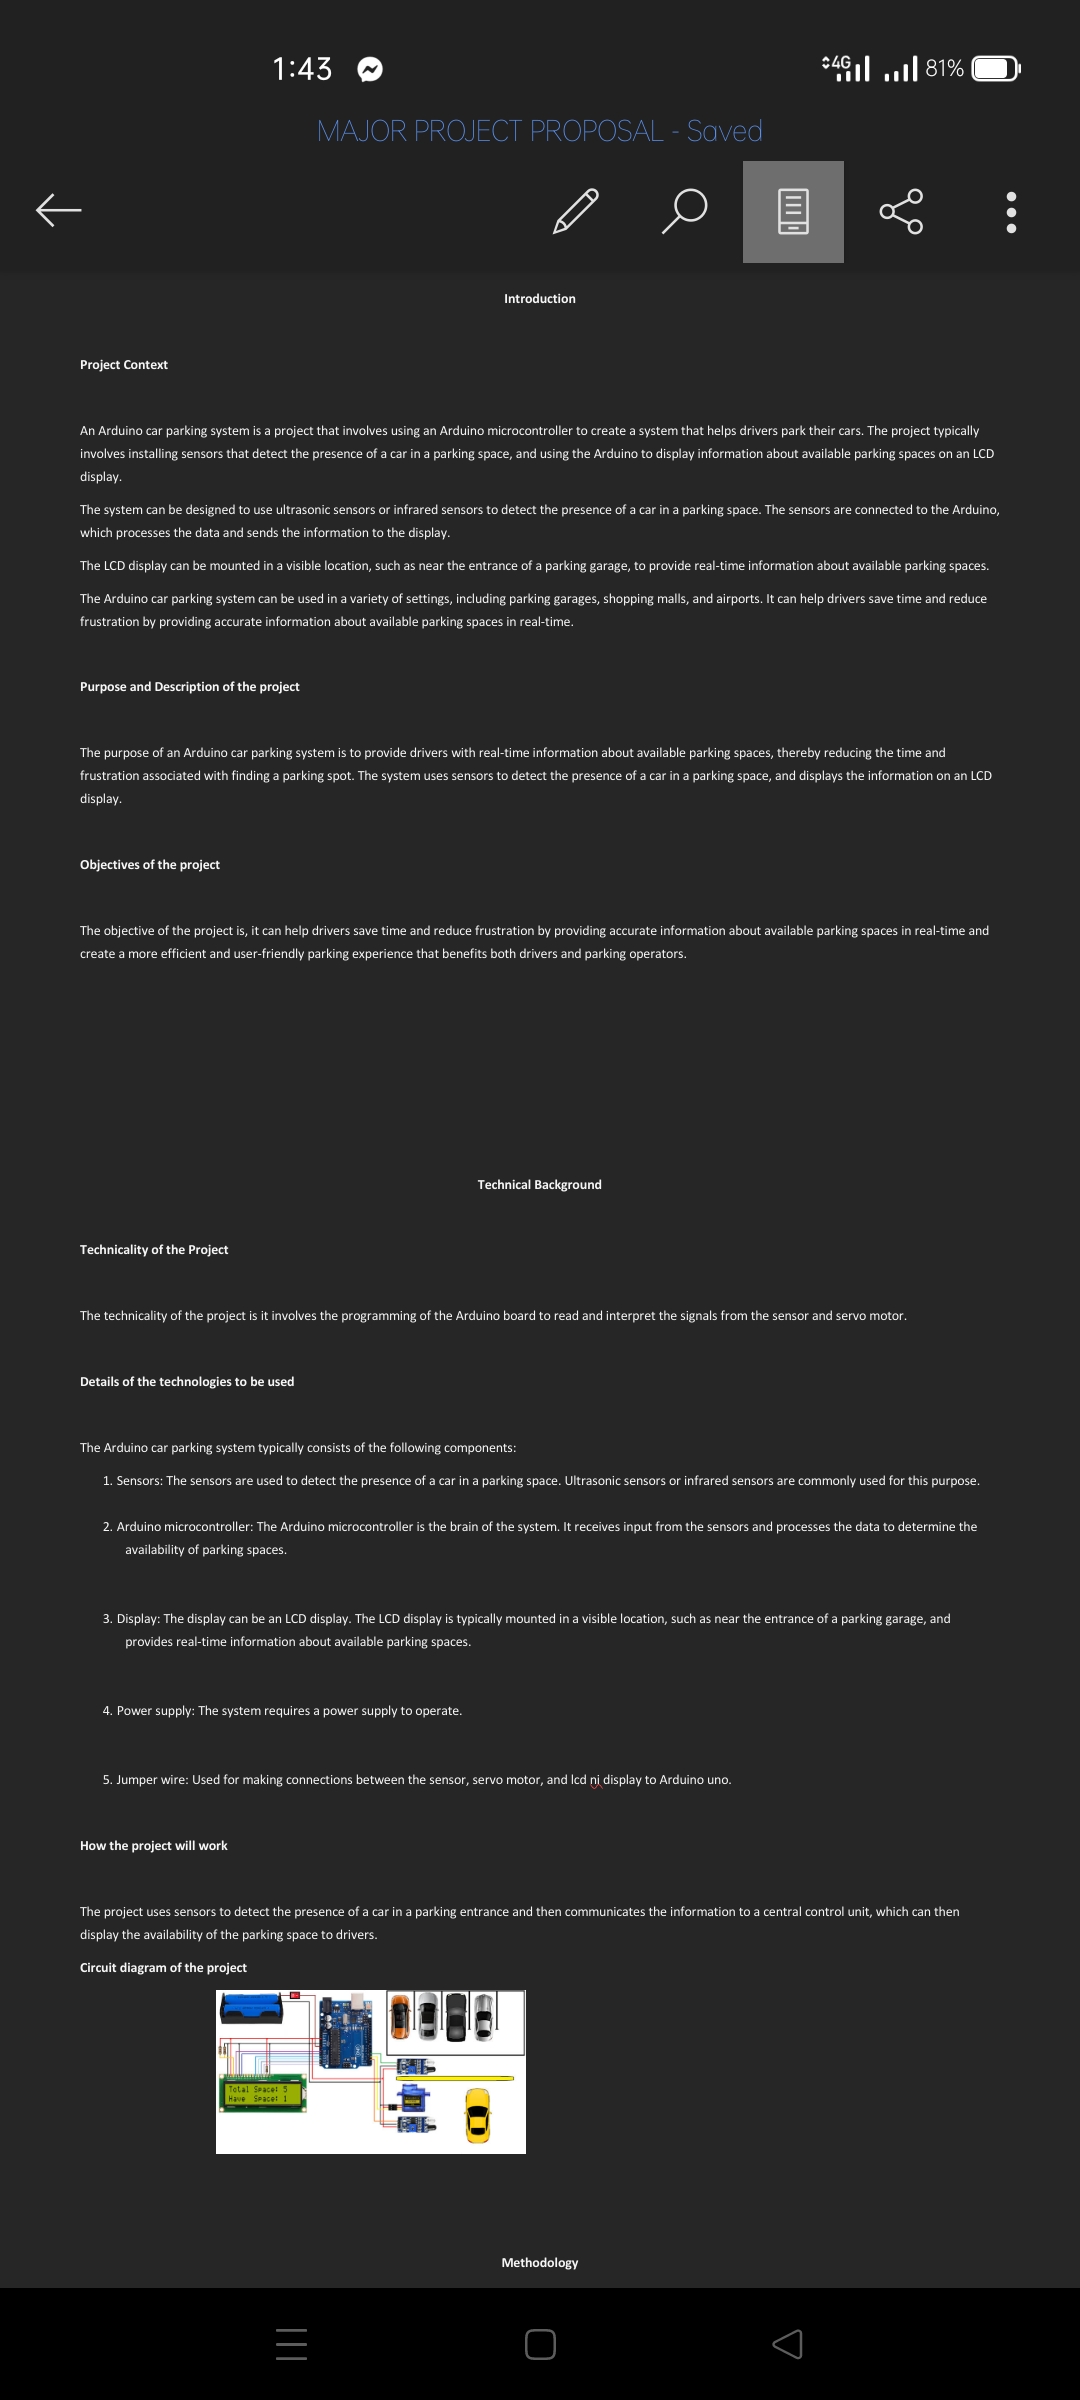 1:43
4G
81%
MAJOR PROJECT PROPOSAL - Saved
Introduction
Project Context
An Arduino car parking system is a project that involves using an Arduino microcontroller to create a system that helps drivers park their cars. The project typically
involves installing sensors that detect the presence of a car in a parking space, and using the Arduino to display information about available parking spaces on an LCD
display.
The system can be designed to use ultrasonic sensors or infrared sensors to detect the presence of a car in a parking space. The sensors are connected to the Arduino,
which processes the data and sends the information to the display.
The LCD display can be mounted in a visible location, such as near the entrance of a parking garage, to provide real-time information about available parking spaces.
The Arduino car parking system can be used in a variety of settings, including parking garages, shopping malls, and airports. It can help drivers save time and reduce
frustration by providing accurate information about available parking spaces in real-time.
Purpose and Description of the project
The purpose of an Arduino car parking system is to provide drivers with real-time information about available parking spaces, thereby reducing the time and
frustration associated with finding a parking spot. The system uses sensors to detect the presence of a car in a parking space, and displays the information on an LCD
display.
Objectives of the project
The objective of the project is, it can help drivers save time and reduce frustration by providing accurate information about available parking spaces in real-time and
create a more efficient and user-friendly parking experience that benefits both drivers and parking operators.
Technical Background
Technicality of the Project
The technicality of the project is it involves the programming of the Arduino board to read and interpret the signals from the sensor and servo motor.
Details of the technologies to be used
The Arduino car parking system typically consists of the following components:
1. Sensors: The sensors are used to detect the presence of a car in a parking space. Ultrasonic sensors or infrared sensors are commonly used for this purpose.
2. Arduino microcontroller: The Arduino microcontroller is the brain of the system. It receives input from the sensors and processes the data to determine the
availability of parking spaces.
3. Display: The display can be an LCD display. The LCD display is typically mounted in a visible location, such as near the entrance of a parking garage, and
provides real-time information about available parking spaces.
4. Power supply: The system requires a power supply to operate.
5. Jumper wire: Used for making connections between the sensor, servo motor, and lcd ni display to Arduino uno.
How the project will work
The project uses sensors to detect the presence of a car in a parking entrance and then communicates the information to a central control unit, which can then
display the availability of the parking space to drivers.
Circuit diagram of the project
Total Space: 5
Have Space: 1
Methodology